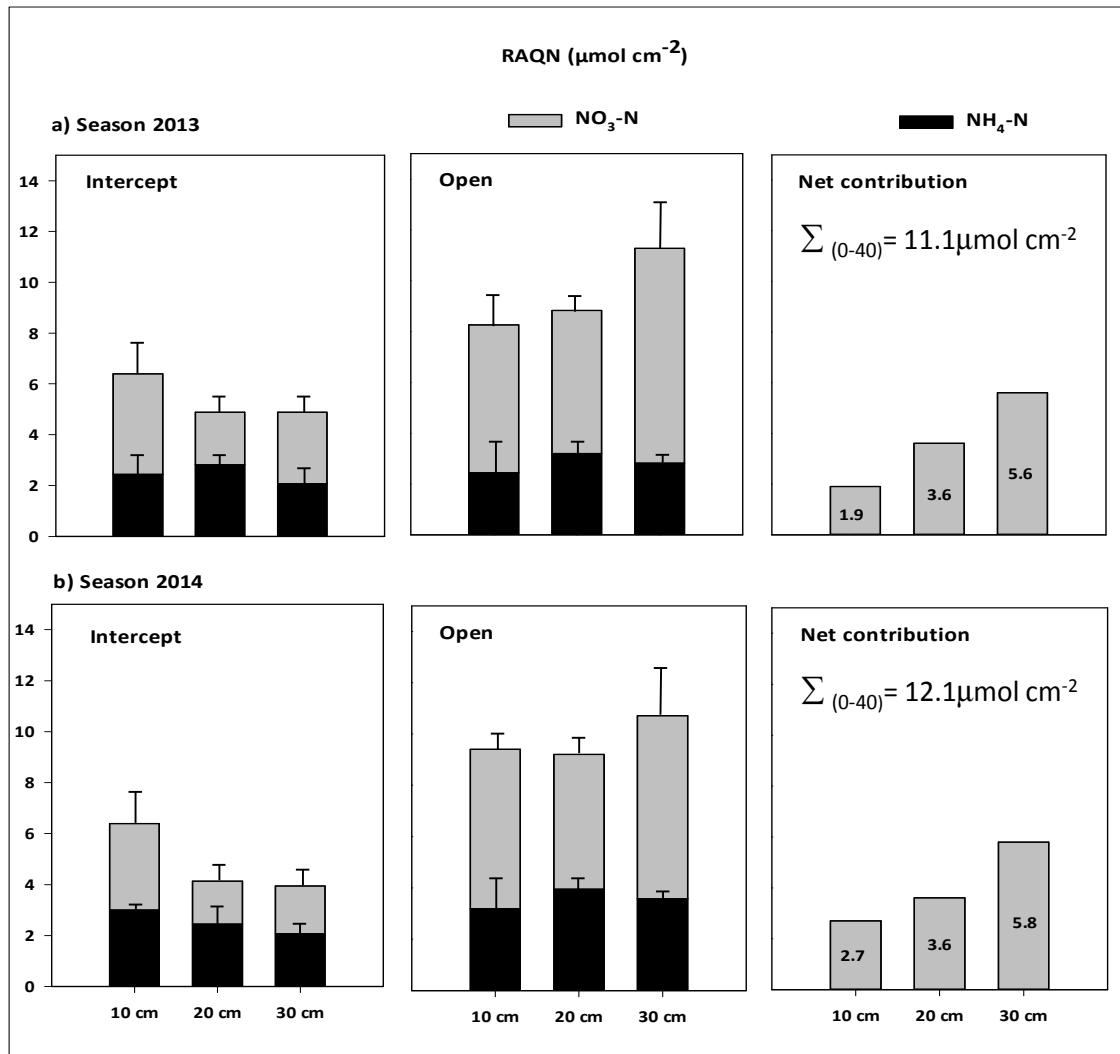 RAQN (µmol cm-2)
NO3-N
NH4-N
a) Season 2013
Intercept
Open
Net contribution
∑ (0-40)= 11.1µmol cm-2
14
12
10
8
6
4
2
0
1.9
3.6
5.6
b) Season 2014
Intercept
Open
Net contribution
∑ (0-40)= 12.1µmol cm-2
14
12
10
8
6
4
2
0
2.7
3.6
5.8
10 cm 20 cm 30 cm
10 cm 20 cm 30 cm
10 cm 20 cm 30 cm